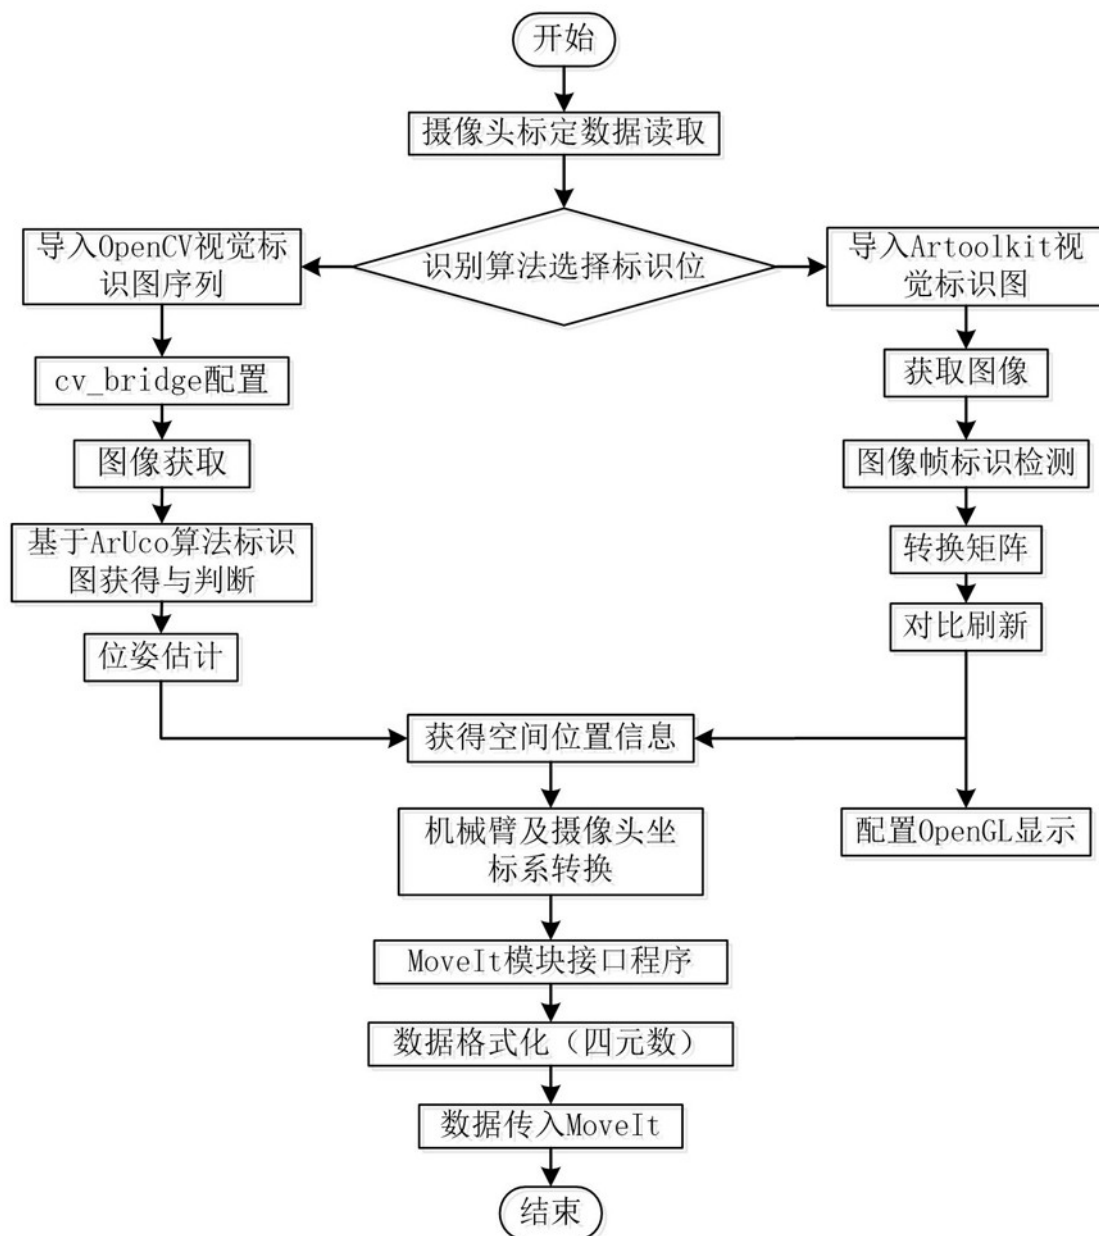 开始
摄像头标定数据读取
识别算法选择标识位
导入OpenCV视觉标
识图序列
cv_bridge配置
图像获取
基于ArUco算法标识
图获得与判断
位姿估计
导入Artoolkit视
觉标识图
获取图像
图像帧标识检测
转换矩阵
对比刷新
配置OpenGL显示
获得空间位置信息
机械臂及摄像头坐
标系转换
MoveIt模块接口程序
数据格式化（四元数）
数据传入MoveIt
结束